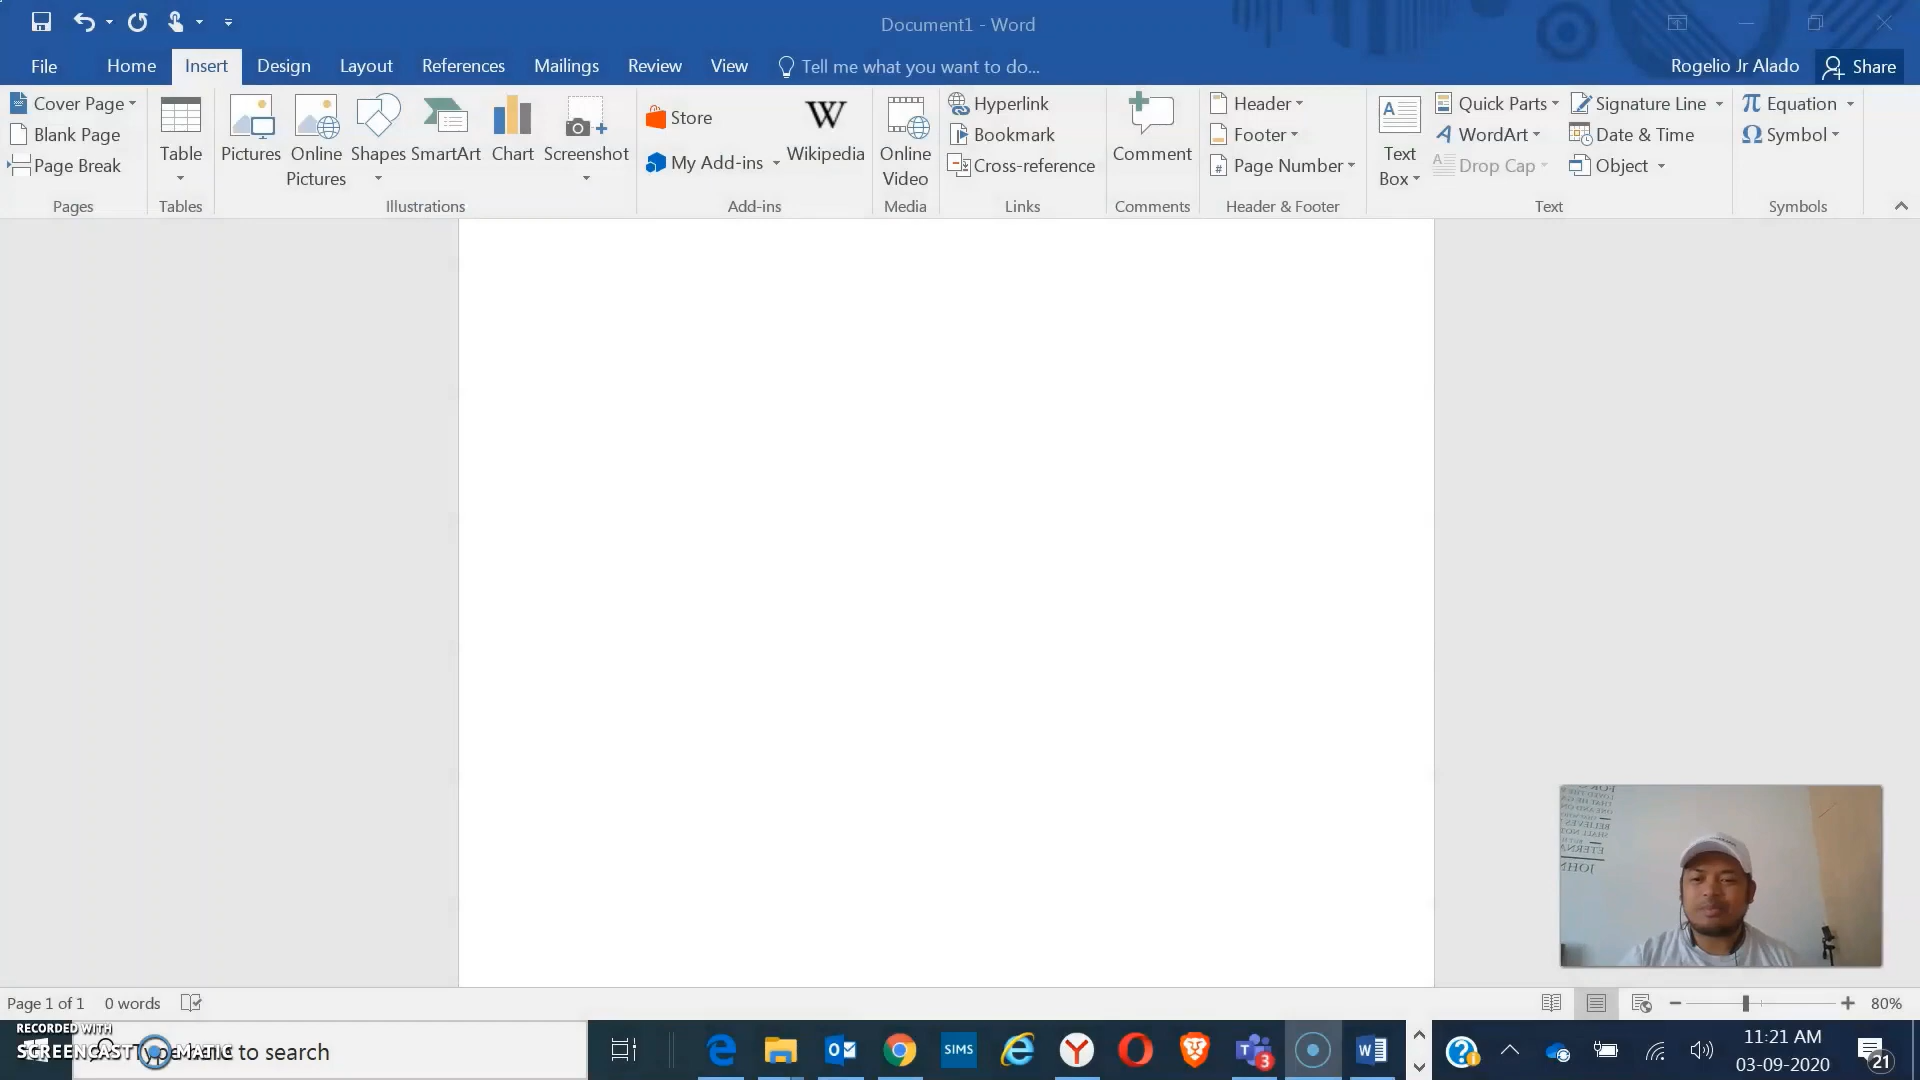 Document1 - Word
File Home Insert Design Layout References Mailings Review View Tell me what you want to do... Rogelio Jr Alado Share
Cover Page
Blank Page
Page Break
Pages
Table
Tables
Pictures
Online
Pictures
Shapes
SmartArt
Chart
Screenshot
Illustrations
Store
My Add-ins
Wikipedia
Add-ins
Online
Video
Media
Hyperlink
Bookmark
Cross-reference
Links
Comment
Comments
Header
Footer
Page Number
Header & Footer
Text
Box
Quick Parts
WordArt
Drop Cap
Signature Line
Date & Time
Object
Text
Equation
Symbol
Symbols
BELIEVES
SHALL NOT
JOHN
Page 1 of 1 0 words
80%
RECORDED WITH
SCREENCAST MATIC
to search
SIMS
3
11:21 AM
03-09-2020
21